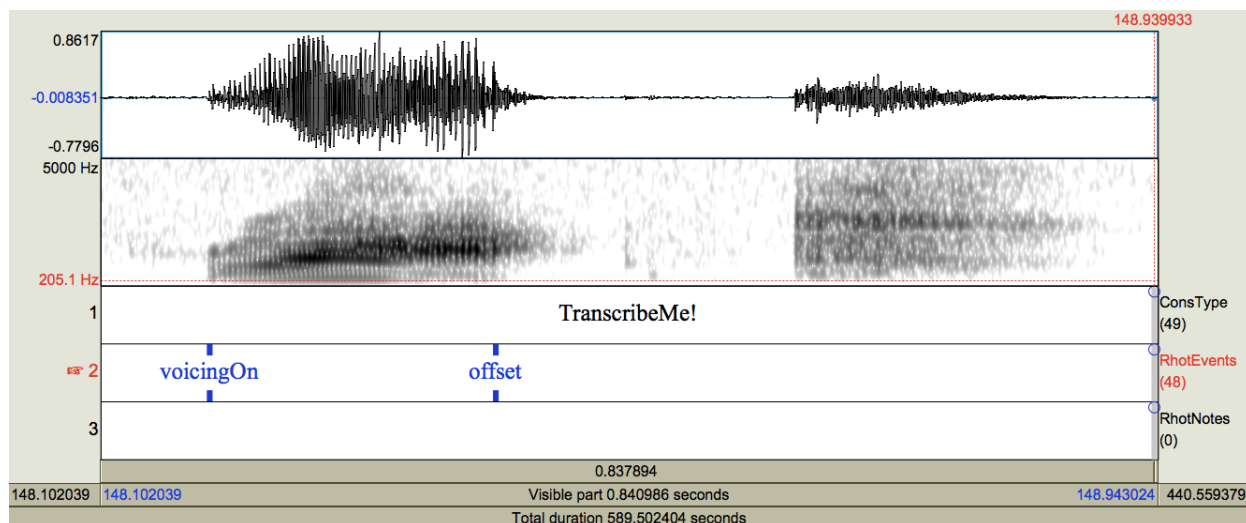 148.939933
0.8617
-0.008351
-0.7796
5000 Hz
205.1 Hz
1 TranscribeMe! ConsType
(49)
☞ 2 voicingOn offset RhotEvents
(48)
3 RhotNotes
(0)
0.837894
148.102039 148.102039 Visible part 0.840986 seconds 148.943024 440.559379
Total duration 589.502404 seconds